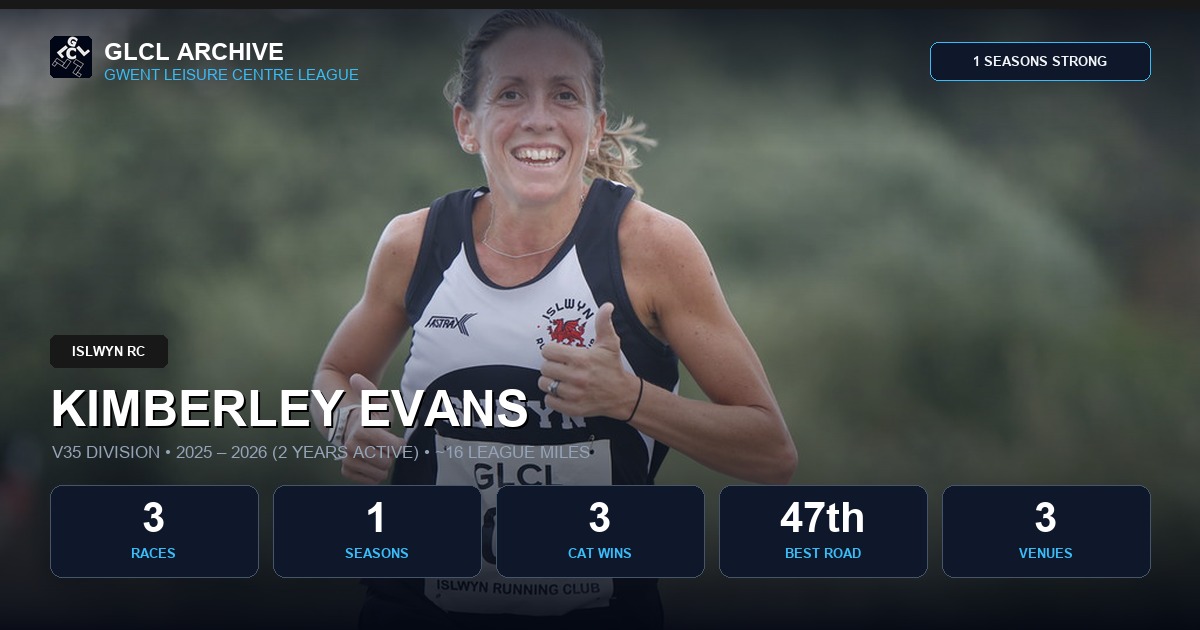 GLCL ARCHIVE
GWENT LEISURE CENTRE LEAGUE
1 SEASONS STRONG
FASTRAX
ISLWYN
ISLWYN RC
KIMBERLEY EVANS
V35 DIVISION • 2025 – 2026 (2 YEARS ACTIVE) • ~16 LEAGUE MILES
GLCL
3
RACES
1
SEASONS
3
CAT WINS
47th
BEST ROAD
3
VENUES
ISLWYN RUNNING CLUB